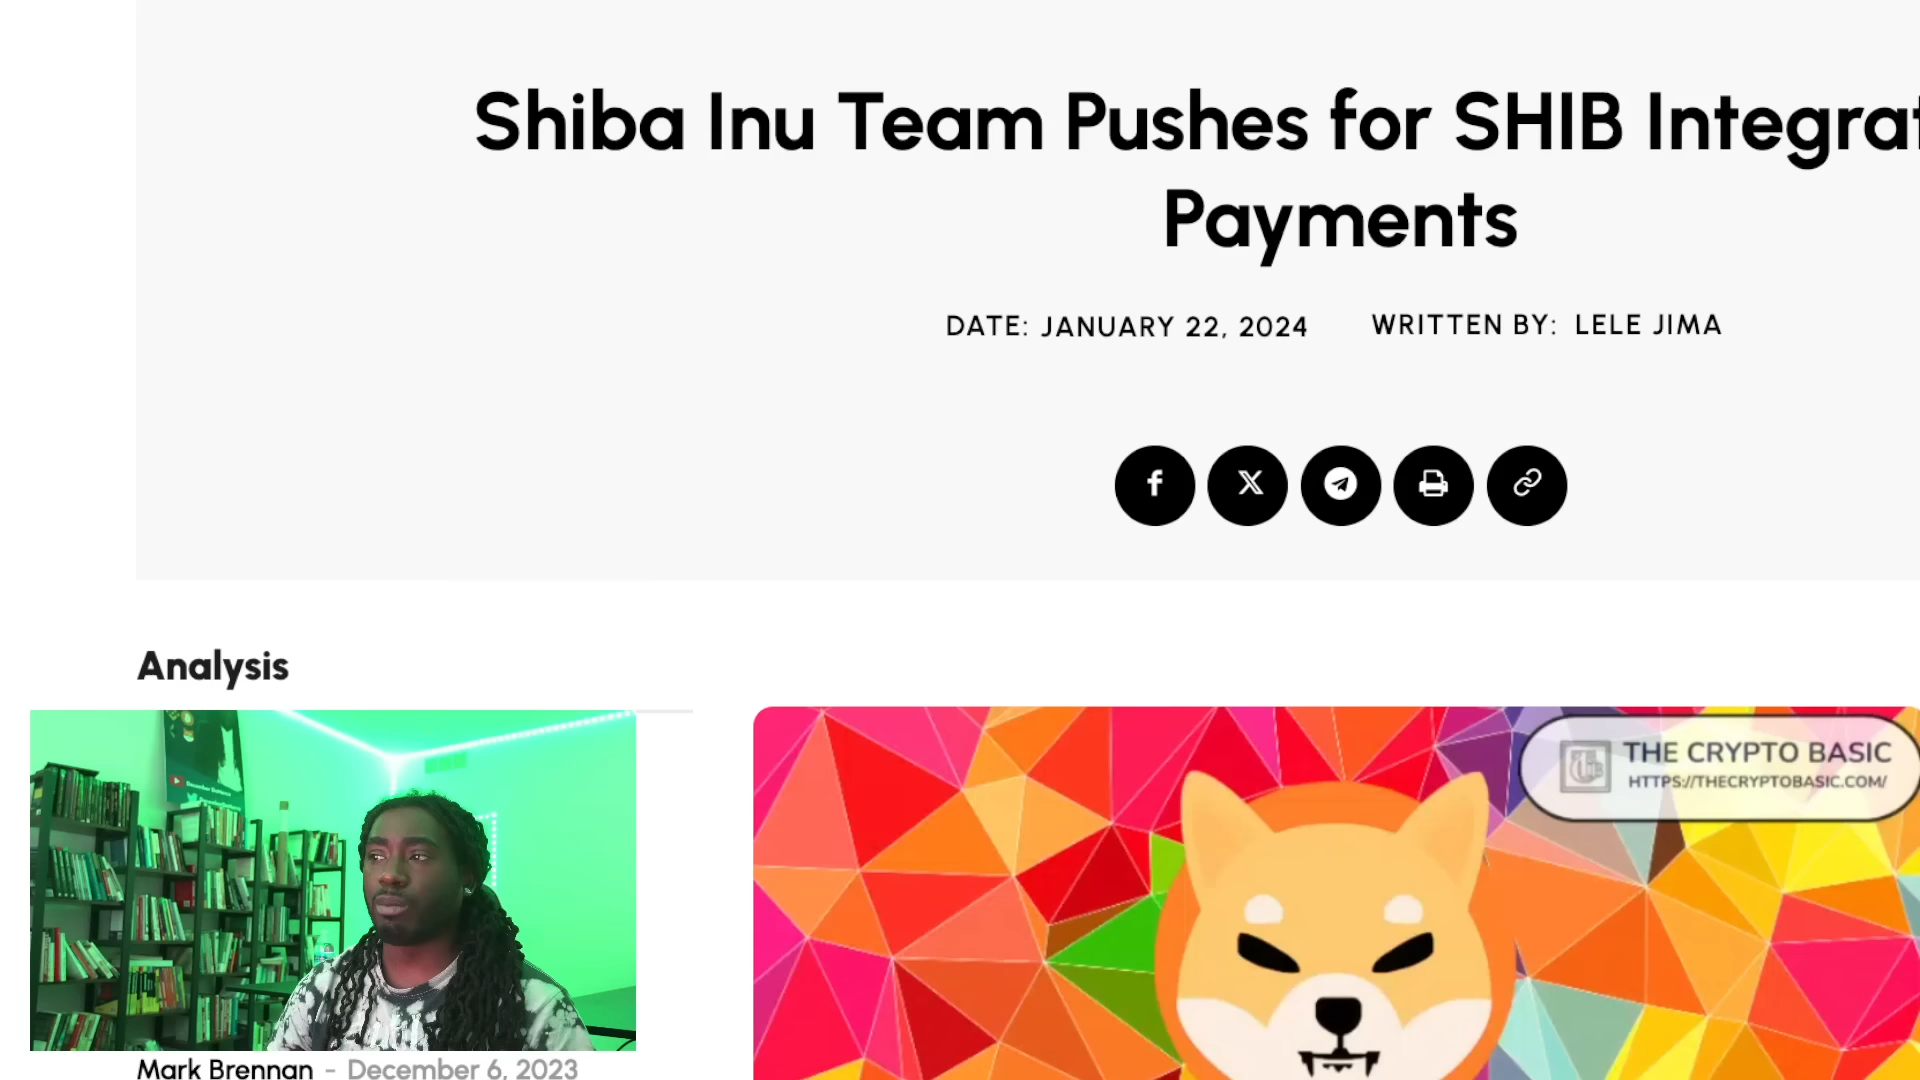 Shiba Inu Team Pushes for SHIB Integrat
Payments
DATE: JANUARY 22, 2024 WRITTEN BY: LELE JIMA
Analysis
THE CRYPTO BASIC
HTTPS://THECRYPTOBASIC.COM/
Mark Brennan - December 6, 2023